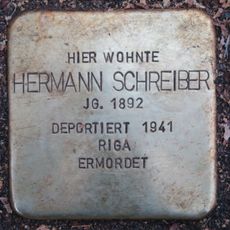 HIER WOHNTE
HERMANN SCHREIBER
JG. 1892
DEPORTIERT 1941
RIGA
ERMORDET